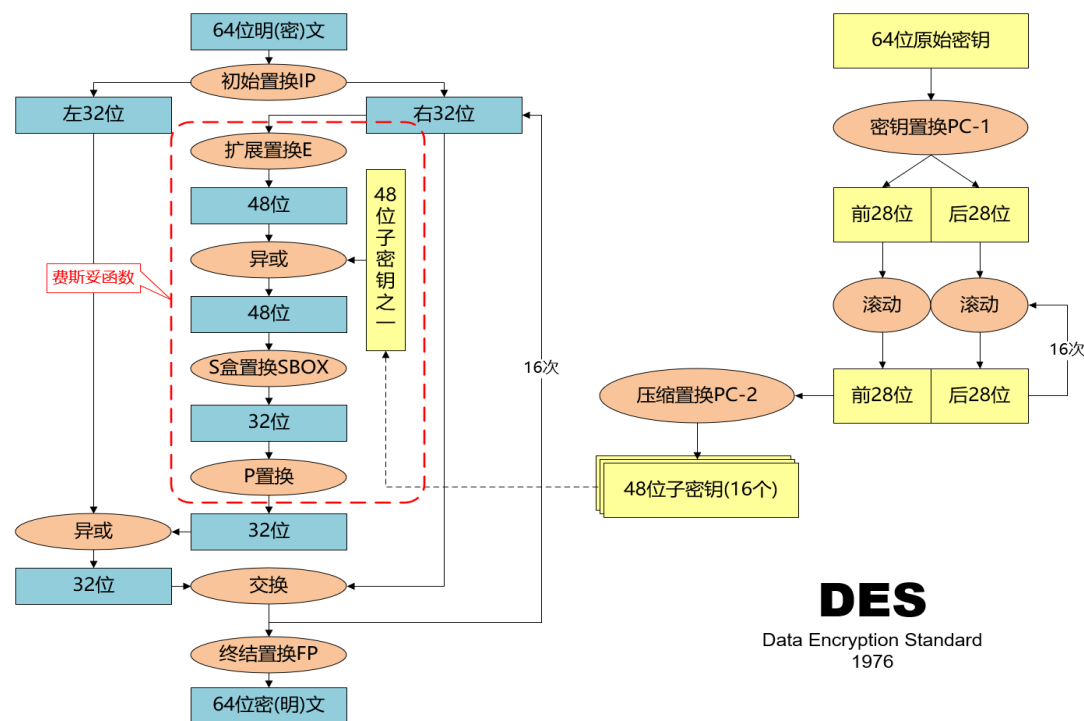 64位明(密)文
初始置换IP
左32位
右32位
扩展置换E
48位
异或
48位
S盒置换SBOX
32位
P置换
32位
48位子密钥之一
费斯妥函数
异或
32位
交换
16次
终结置换FP
64位密(明)文
64位原始密钥
密钥置换PC-1
前28位
后28位
滚动
滚动
16次
前28位
后28位
压缩置换PC-2
48位子密钥(16个)
DES
Data Encryption Standard
1976